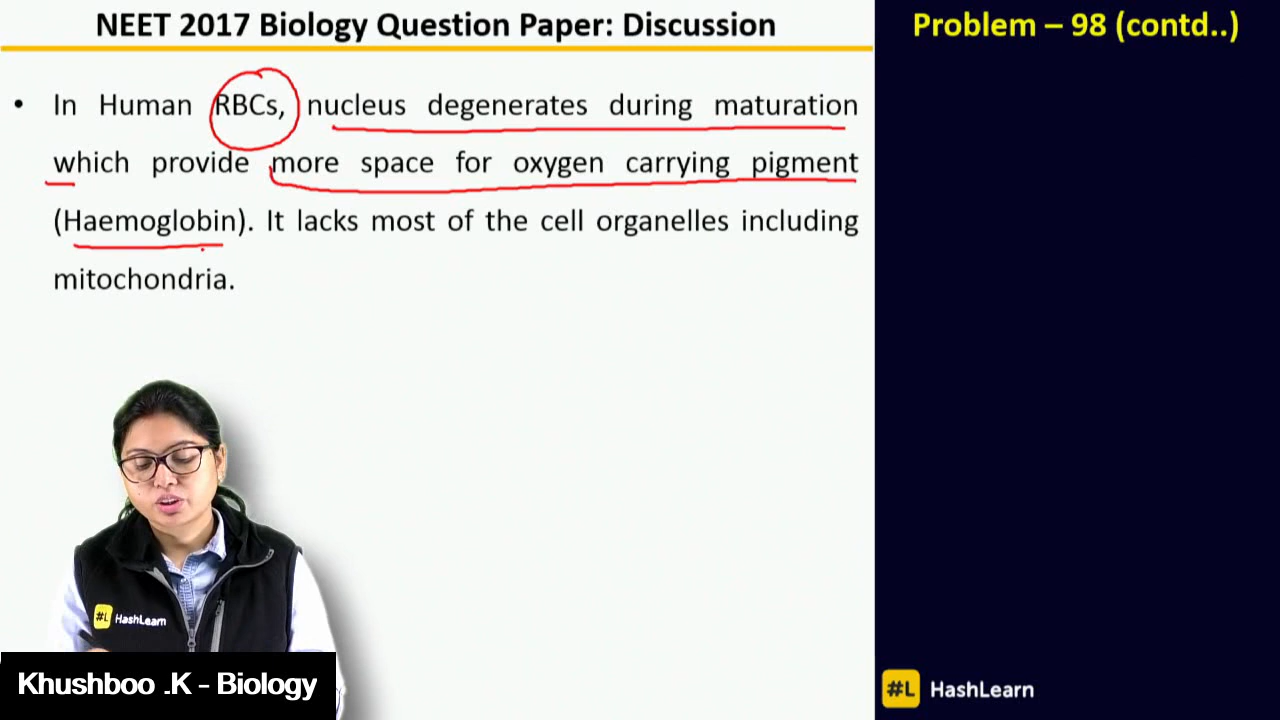 NEET 2017 Biology Question Paper: Discussion
Problem – 98 (contd..)
• In Human RBCs, nucleus degenerates during maturation
which provide more space for oxygen carrying pigment
(Haemoglobin). It lacks most of the cell organelles including
mitochondria.
#L HashLearn
Khushboo .K - Biology
#L HashLearn